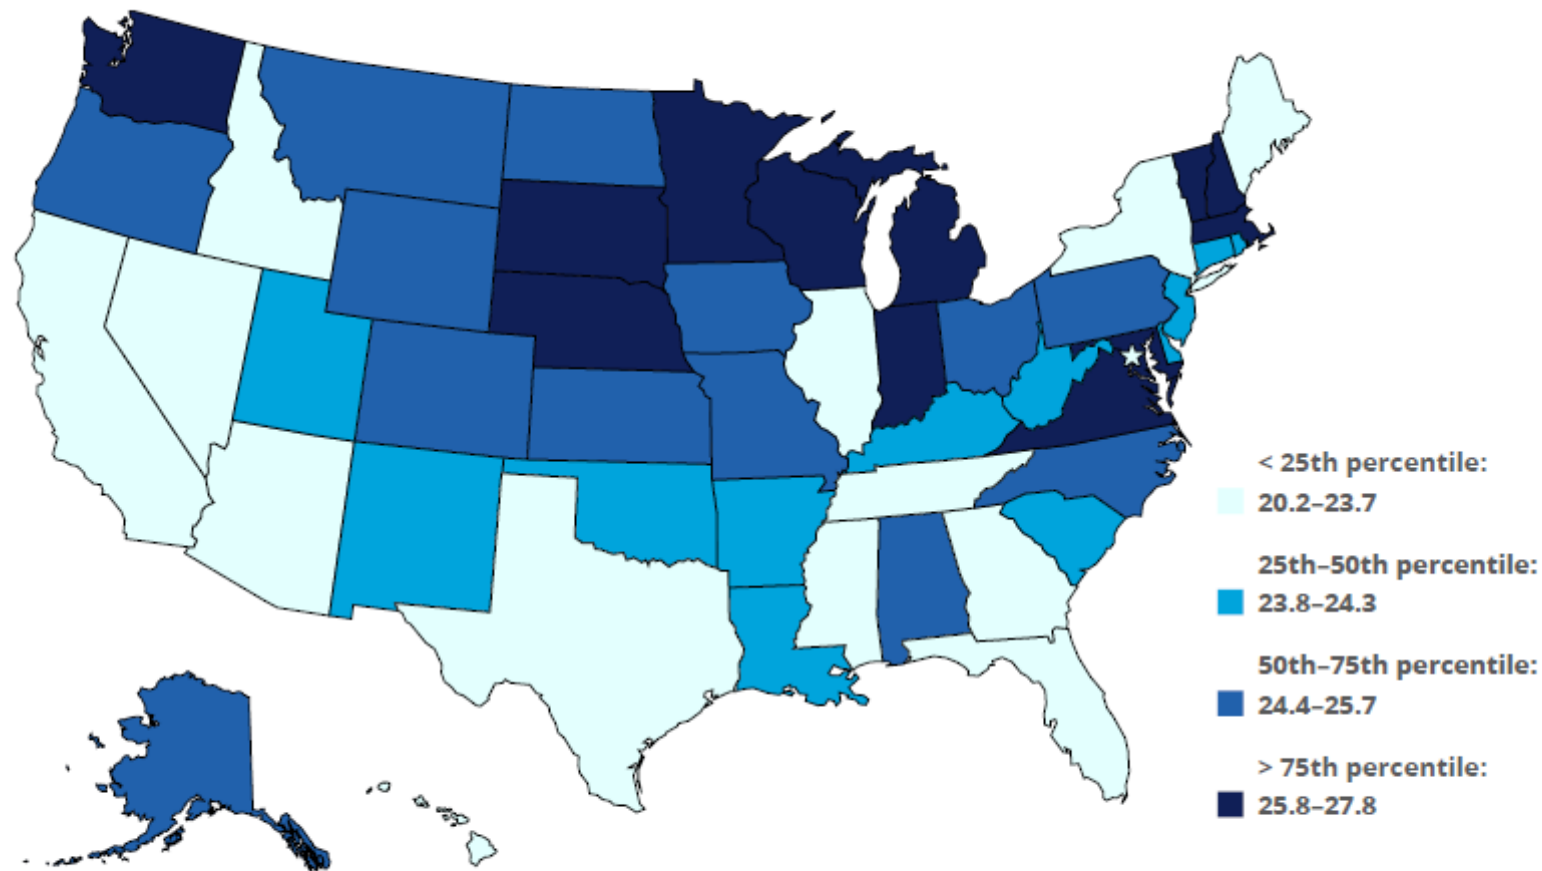 < 25th percentile:
20.2–23.7
25th–50th percentile:
23.8–24.3
50th–75th percentile:
24.4–25.7
> 75th percentile:
25.8–27.8